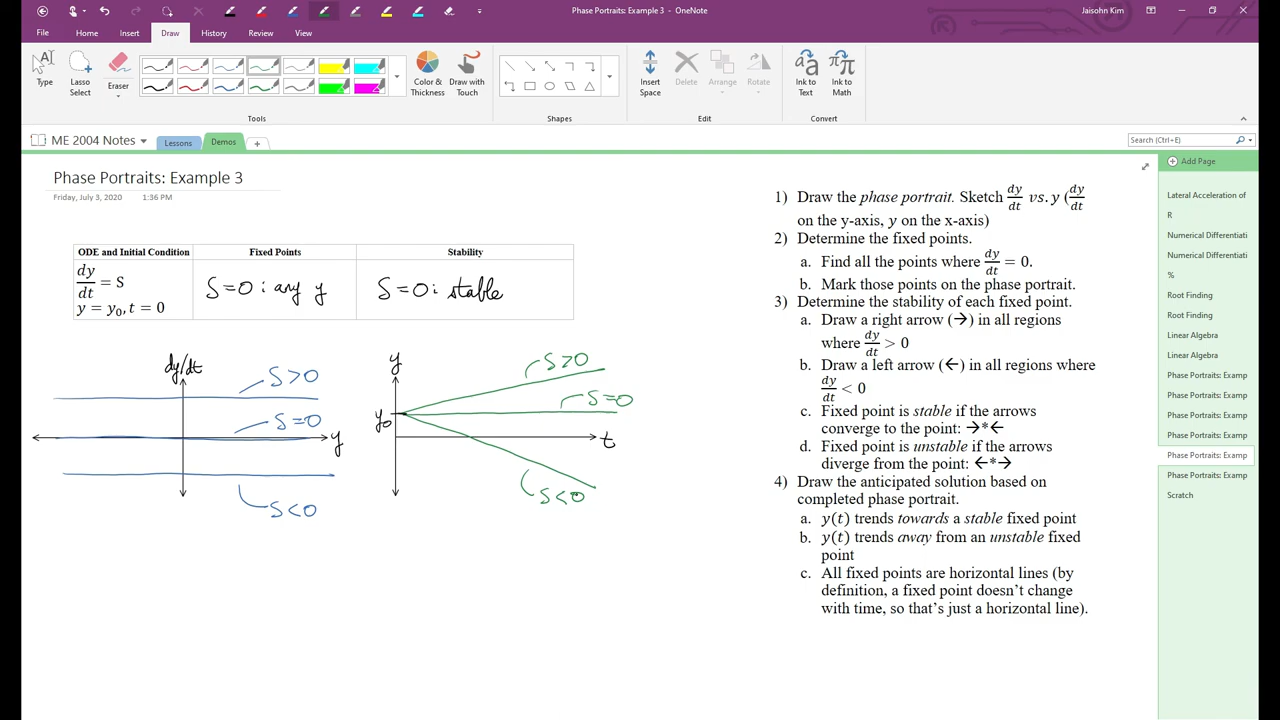 Phase Portraits: Example 3 - OneNote
Jaisohn Kim
File Home Insert Draw History Review View
Type
Lasso Select
Eraser
Color & Thickness
Draw with Touch
Insert Space
Delete
Arrange
Rotate
Ink to Text
Ink to Math
Tools
Shapes
Edit
Convert
ME 2004 Notes
Lessons
Demos
Search (Ctrl+E)
Phase Portraits: Example 3
Friday, July 3, 2020 1:36 PM
ODE and Initial Condition Fixed Points Stability
dy/dt = S
y = y₀, t = 0
S=0 : any y
S=0 : stable
dy/dt
S>0
S=0
y
S<0
y
S>0
S=0
y₀
t
S<0
1) Draw the phase portrait. Sketch dy/dt vs. y (dy/dt
on the y-axis, y on the x-axis)
2) Determine the fixed points.
a. Find all the points where dy/dt = 0.
b. Mark those points on the phase portrait.
3) Determine the stability of each fixed point.
a. Draw a right arrow (→) in all regions
where dy/dt > 0
b. Draw a left arrow (←) in all regions where
dy/dt < 0
c. Fixed point is stable if the arrows
converge to the point: →*←
d. Fixed point is unstable if the arrows
diverge from the point: ←*→
4) Draw the anticipated solution based on
completed phase portrait.
a. y(t) trends towards a stable fixed point
b. y(t) trends away from an unstable fixed
point
c. All fixed points are horizontal lines (by
definition, a fixed point doesn't change
with time, so that's just a horizontal line).
Add Page
Lateral Acceleration of
R
Numerical Differentiati
Numerical Differentiati
%
Root Finding
Root Finding
Linear Algebra
Linear Algebra
Phase Portraits: Examp
Phase Portraits: Examp
Phase Portraits: Examp
Phase Portraits: Examp
Phase Portraits: Examp
Phase Portraits: Examp
Scratch